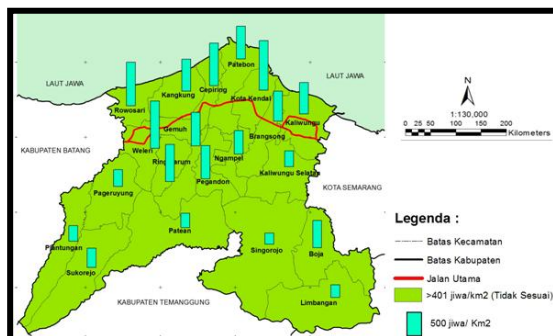 LAUT JAWA
LAUT JAWA
Patebon
Cepiring
Kangkung
Rowosari
Kota Kendal
Kaliwungu
Gemuh
Brangsong
Weleri
Ngampel
Pegandon
Kaliwungu Selatan
Pageruyung
Patean
Plantungan
Sukorejo
Singorojo
Boja
Limbangan
KABUPATEN BATANG
KOTA SEMARANG
KABUPATEN TEMANGGUNG
N
1:130,000
0 25 50 100 150 200
Kilometers
Legenda :
Batas Kecamatan
Batas Kabupaten
Jalan Utama
>401 jiwa/km2 (Tidak Sesuai)
500 jiwa/ Km2